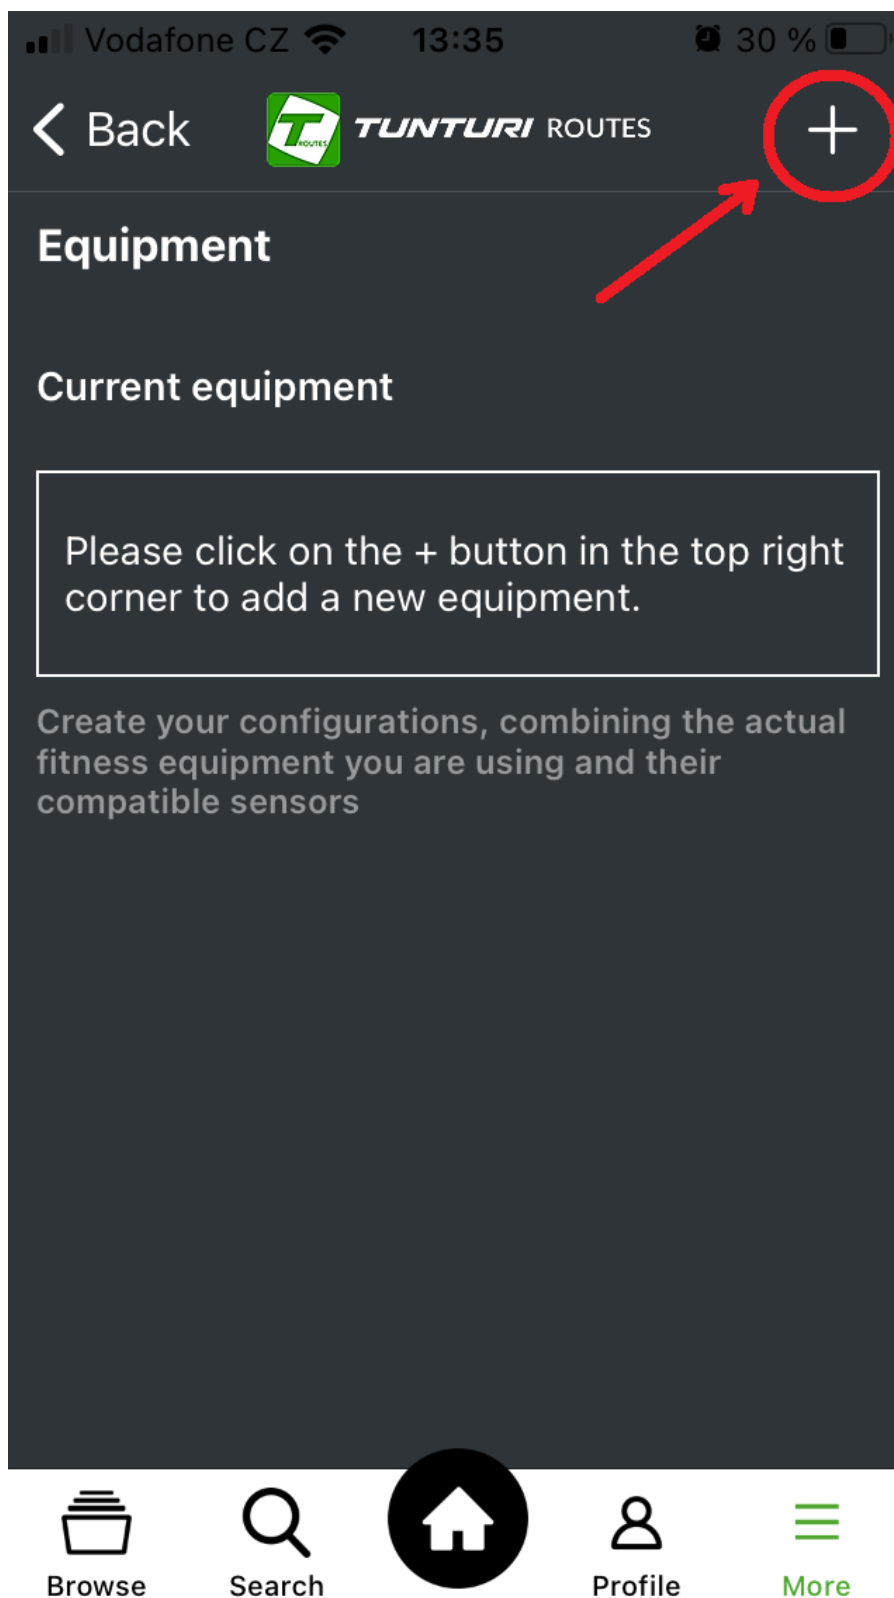 Vodafone CZ 13:35 30 %
Back T ROUTES TUNTURI ROUTES +
Equipment
Current equipment
Please click on the + button in the top right
corner to add a new equipment.
Create your configurations, combining the actual
fitness equipment you are using and their
compatible sensors
Browse Search Profile More